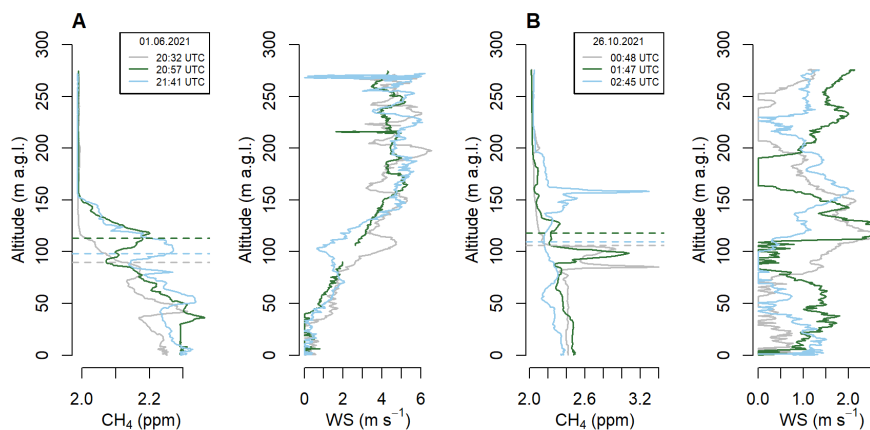 A
01.06.2021
20:32 UTC
20:57 UTC
21:41 UTC
Altitude (m a.g.l.)
0 50 100 150 200 250 300
2.0 2.2
CH₄ (ppm)
Altitude (m a.g.l.)
0 50 100 150 200 250 300
0 2 4 6
WS (m s⁻¹)
B
26.10.2021
00:48 UTC
01:47 UTC
02:45 UTC
Altitude (m a.g.l.)
0 50 100 150 200 250 300
2.0 2.4 2.8 3.2
CH₄ (ppm)
Altitude (m a.g.l.)
0 50 100 150 200 250 300
0.0 1.0 2.0
WS (m s⁻¹)